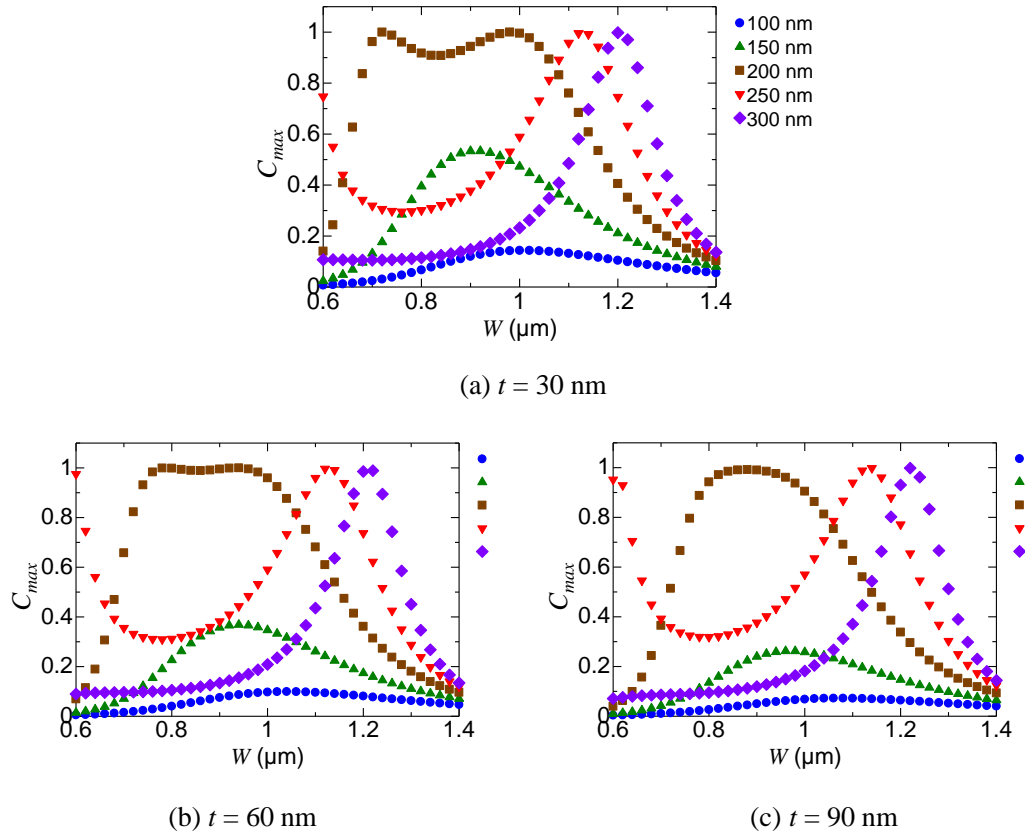 1
0.8
0.6
0.4
0.2
0
C_max
0.6 0.8 1 1.2 1.4
W (μm)
100 nm
150 nm
200 nm
250 nm
300 nm
(a) t = 30 nm
1
0.8
0.6
0.4
0.2
0
C_max
0.6 0.8 1 1.2 1.4
W (μm)
(b) t = 60 nm
1
0.8
0.6
0.4
0.2
0
C_max
0.6 0.8 1 1.2 1.4
W (μm)
(c) t = 90 nm